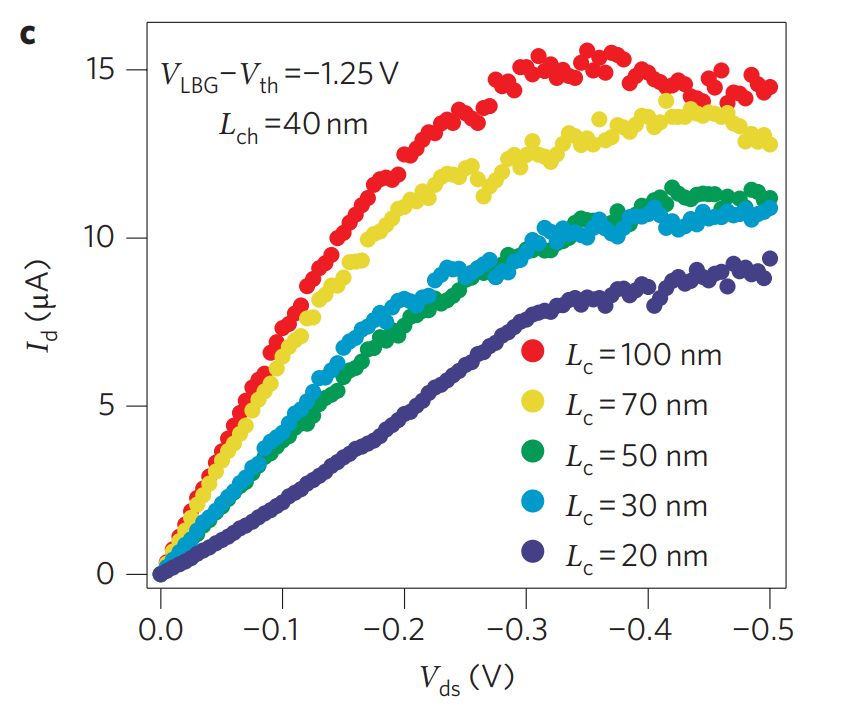 c
V_LBG−V_th=−1.25 V
L_ch=40 nm
15
10
5
0
I_d (μA)
L_c=100 nm
L_c=70 nm
L_c=50 nm
L_c=30 nm
L_c=20 nm
0.0 −0.1 −0.2 −0.3 −0.4 −0.5
V_ds (V)